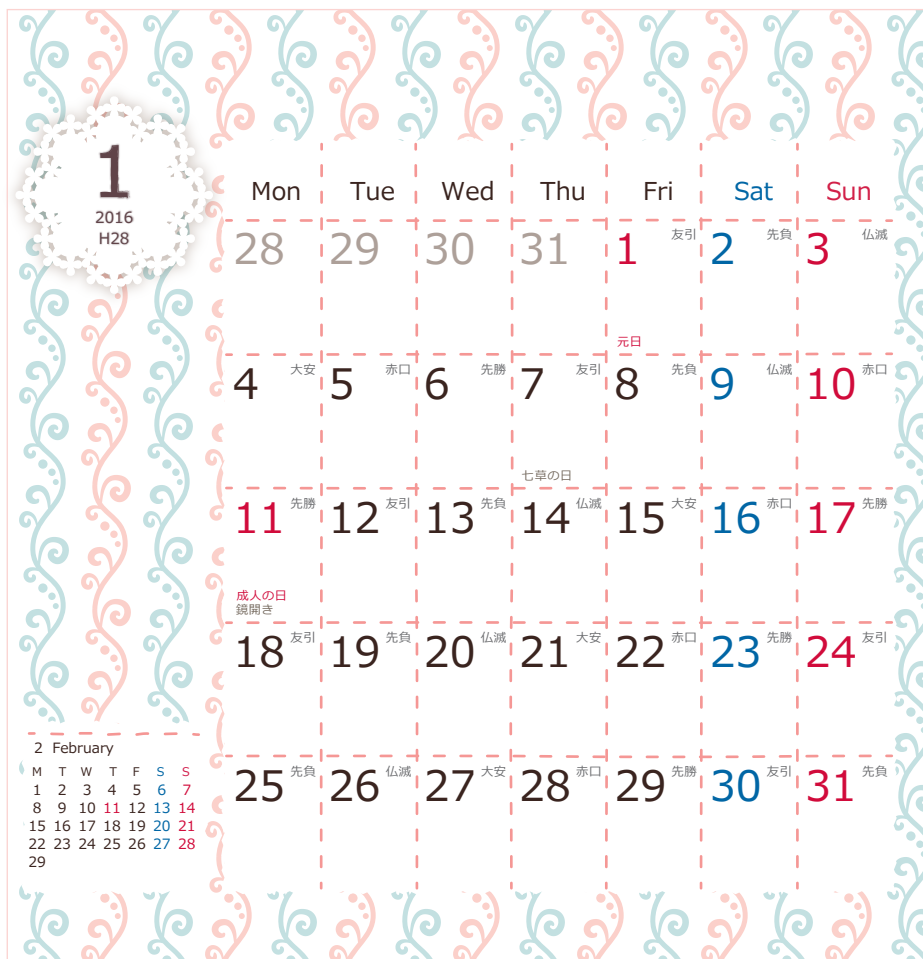 1
2016
H28
Mon Tue Wed Thu Fri Sat Sun
28 29 30 31 1 友引 2 先負 3 仏滅
元日
4 大安 5 赤口 6 先勝 7 友引 8 先負 9 仏滅 10 赤口
七草の日
11 先勝 12 友引 13 先負 14 仏滅 15 大安 16 赤口 17 先勝
成人の日
鏡開き
18 友引 19 先負 20 仏滅 21 大安 22 赤口 23 先勝 24 友引
25 先負 26 仏滅 27 大安 28 赤口 29 先勝 30 友引 31 先負
2 February
M T W T F S S
1 2 3 4 5 6 7
8 9 10 11 12 13 14
15 16 17 18 19 20 21
22 23 24 25 26 27 28
29